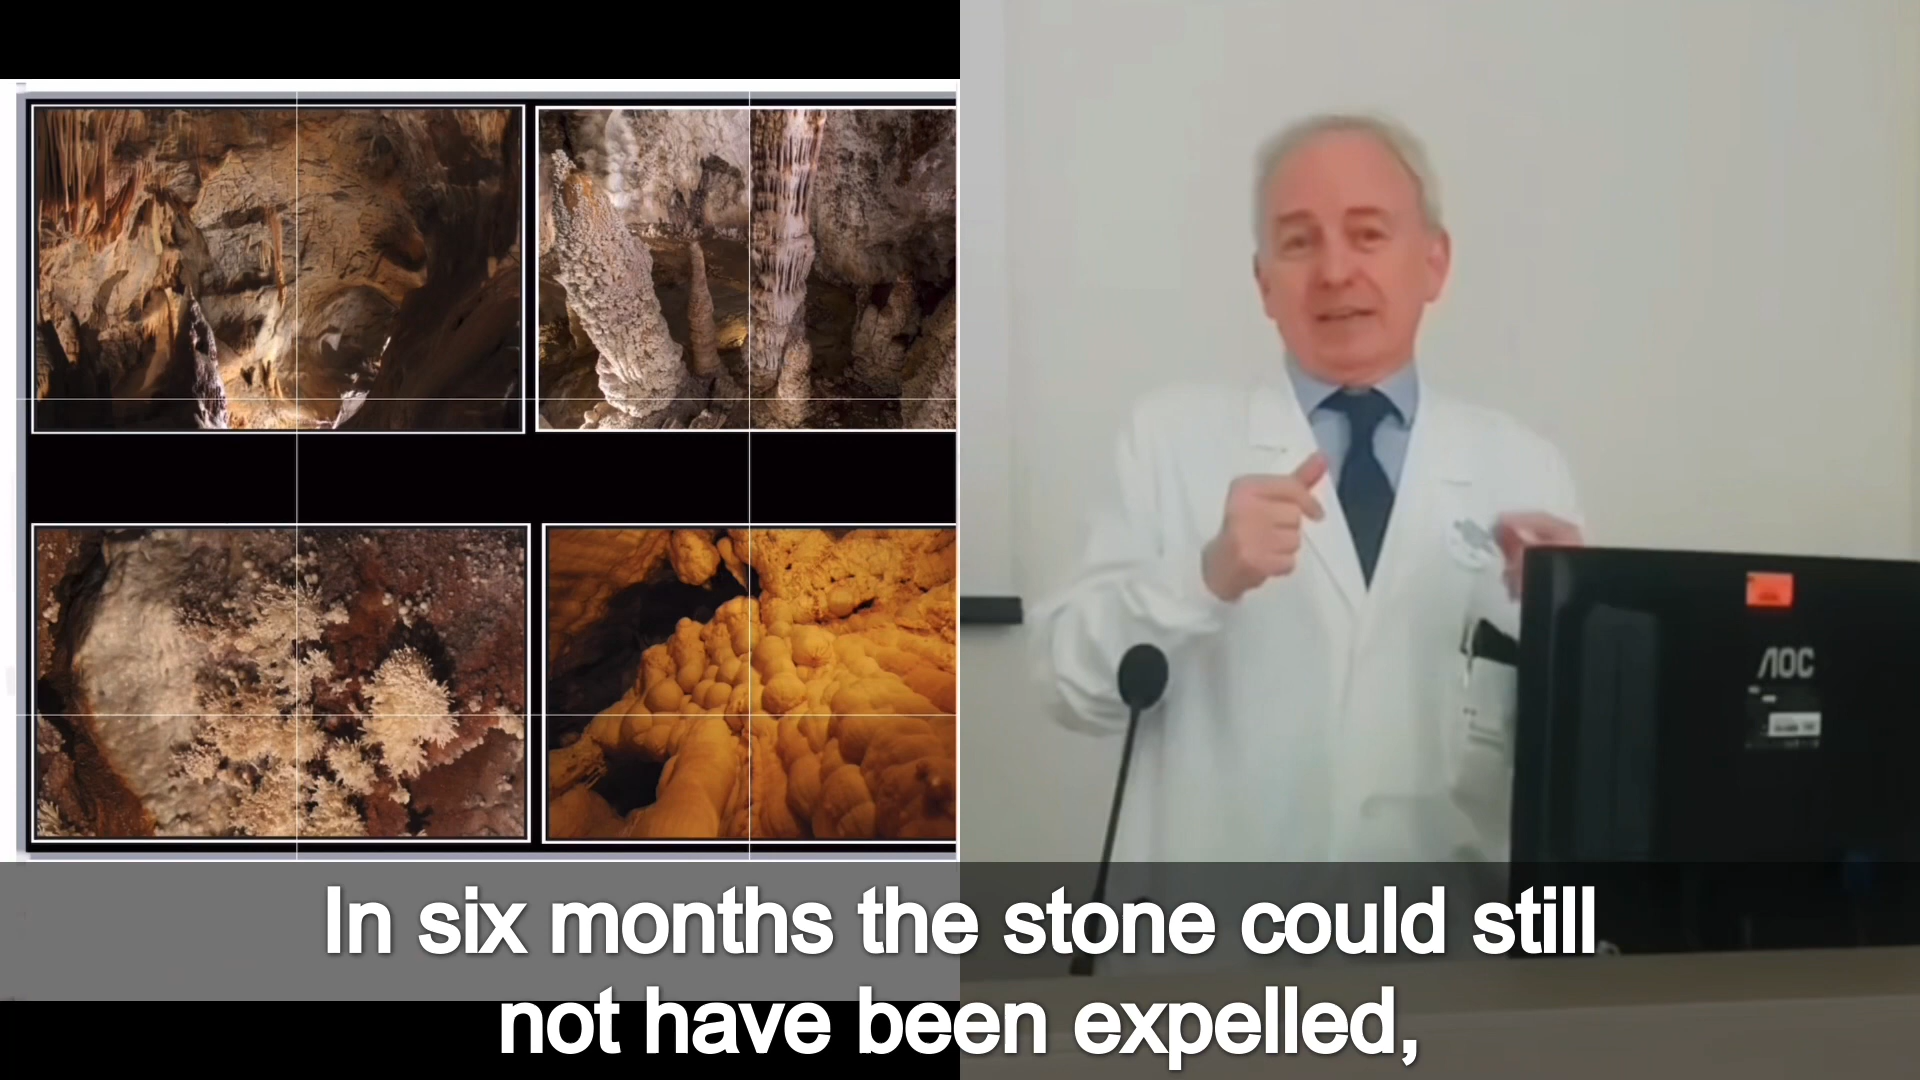 AOC
In six months the stone could still
not have been expelled,